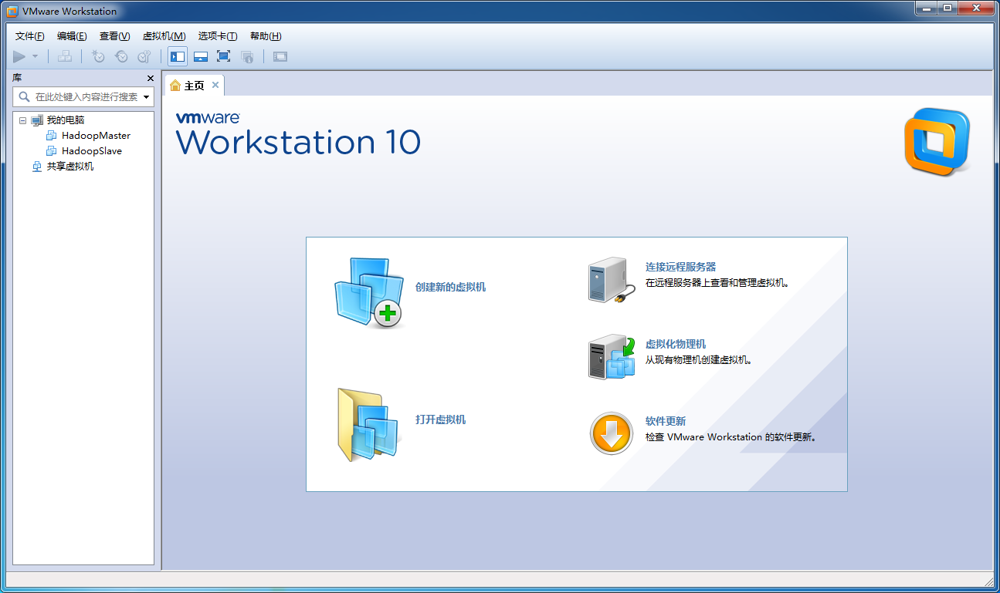 VMware Workstation
文件(F) 编辑(E) 查看(V) 虚拟机(M) 选项卡(T) 帮助(H)
库
在此处键入内容进行搜索
我的电脑
HadoopMaster
HadoopSlave
共享虚拟机
主页
vmware
Workstation 10
创建新的虚拟机
打开虚拟机
连接远程服务器
在远程服务器上查看和管理虚拟机。
虚拟化物理机
从现有物理机创建虚拟机。
软件更新
检查 VMware Workstation 的软件更新。